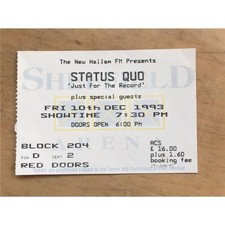 The New Hallam FM Presents
STATUS QUO
'Just For The Record'
plus special guests
FRI 10th DEC 1993
SHOWTIME 7:30 PM
DOORS OPEN 6:00 PM
BLOCK 204
Row D SEAT 2
RED DOORS
ACS
£ 16.00
plus 1.60
booking fee
SHEFFIELD
ARENA